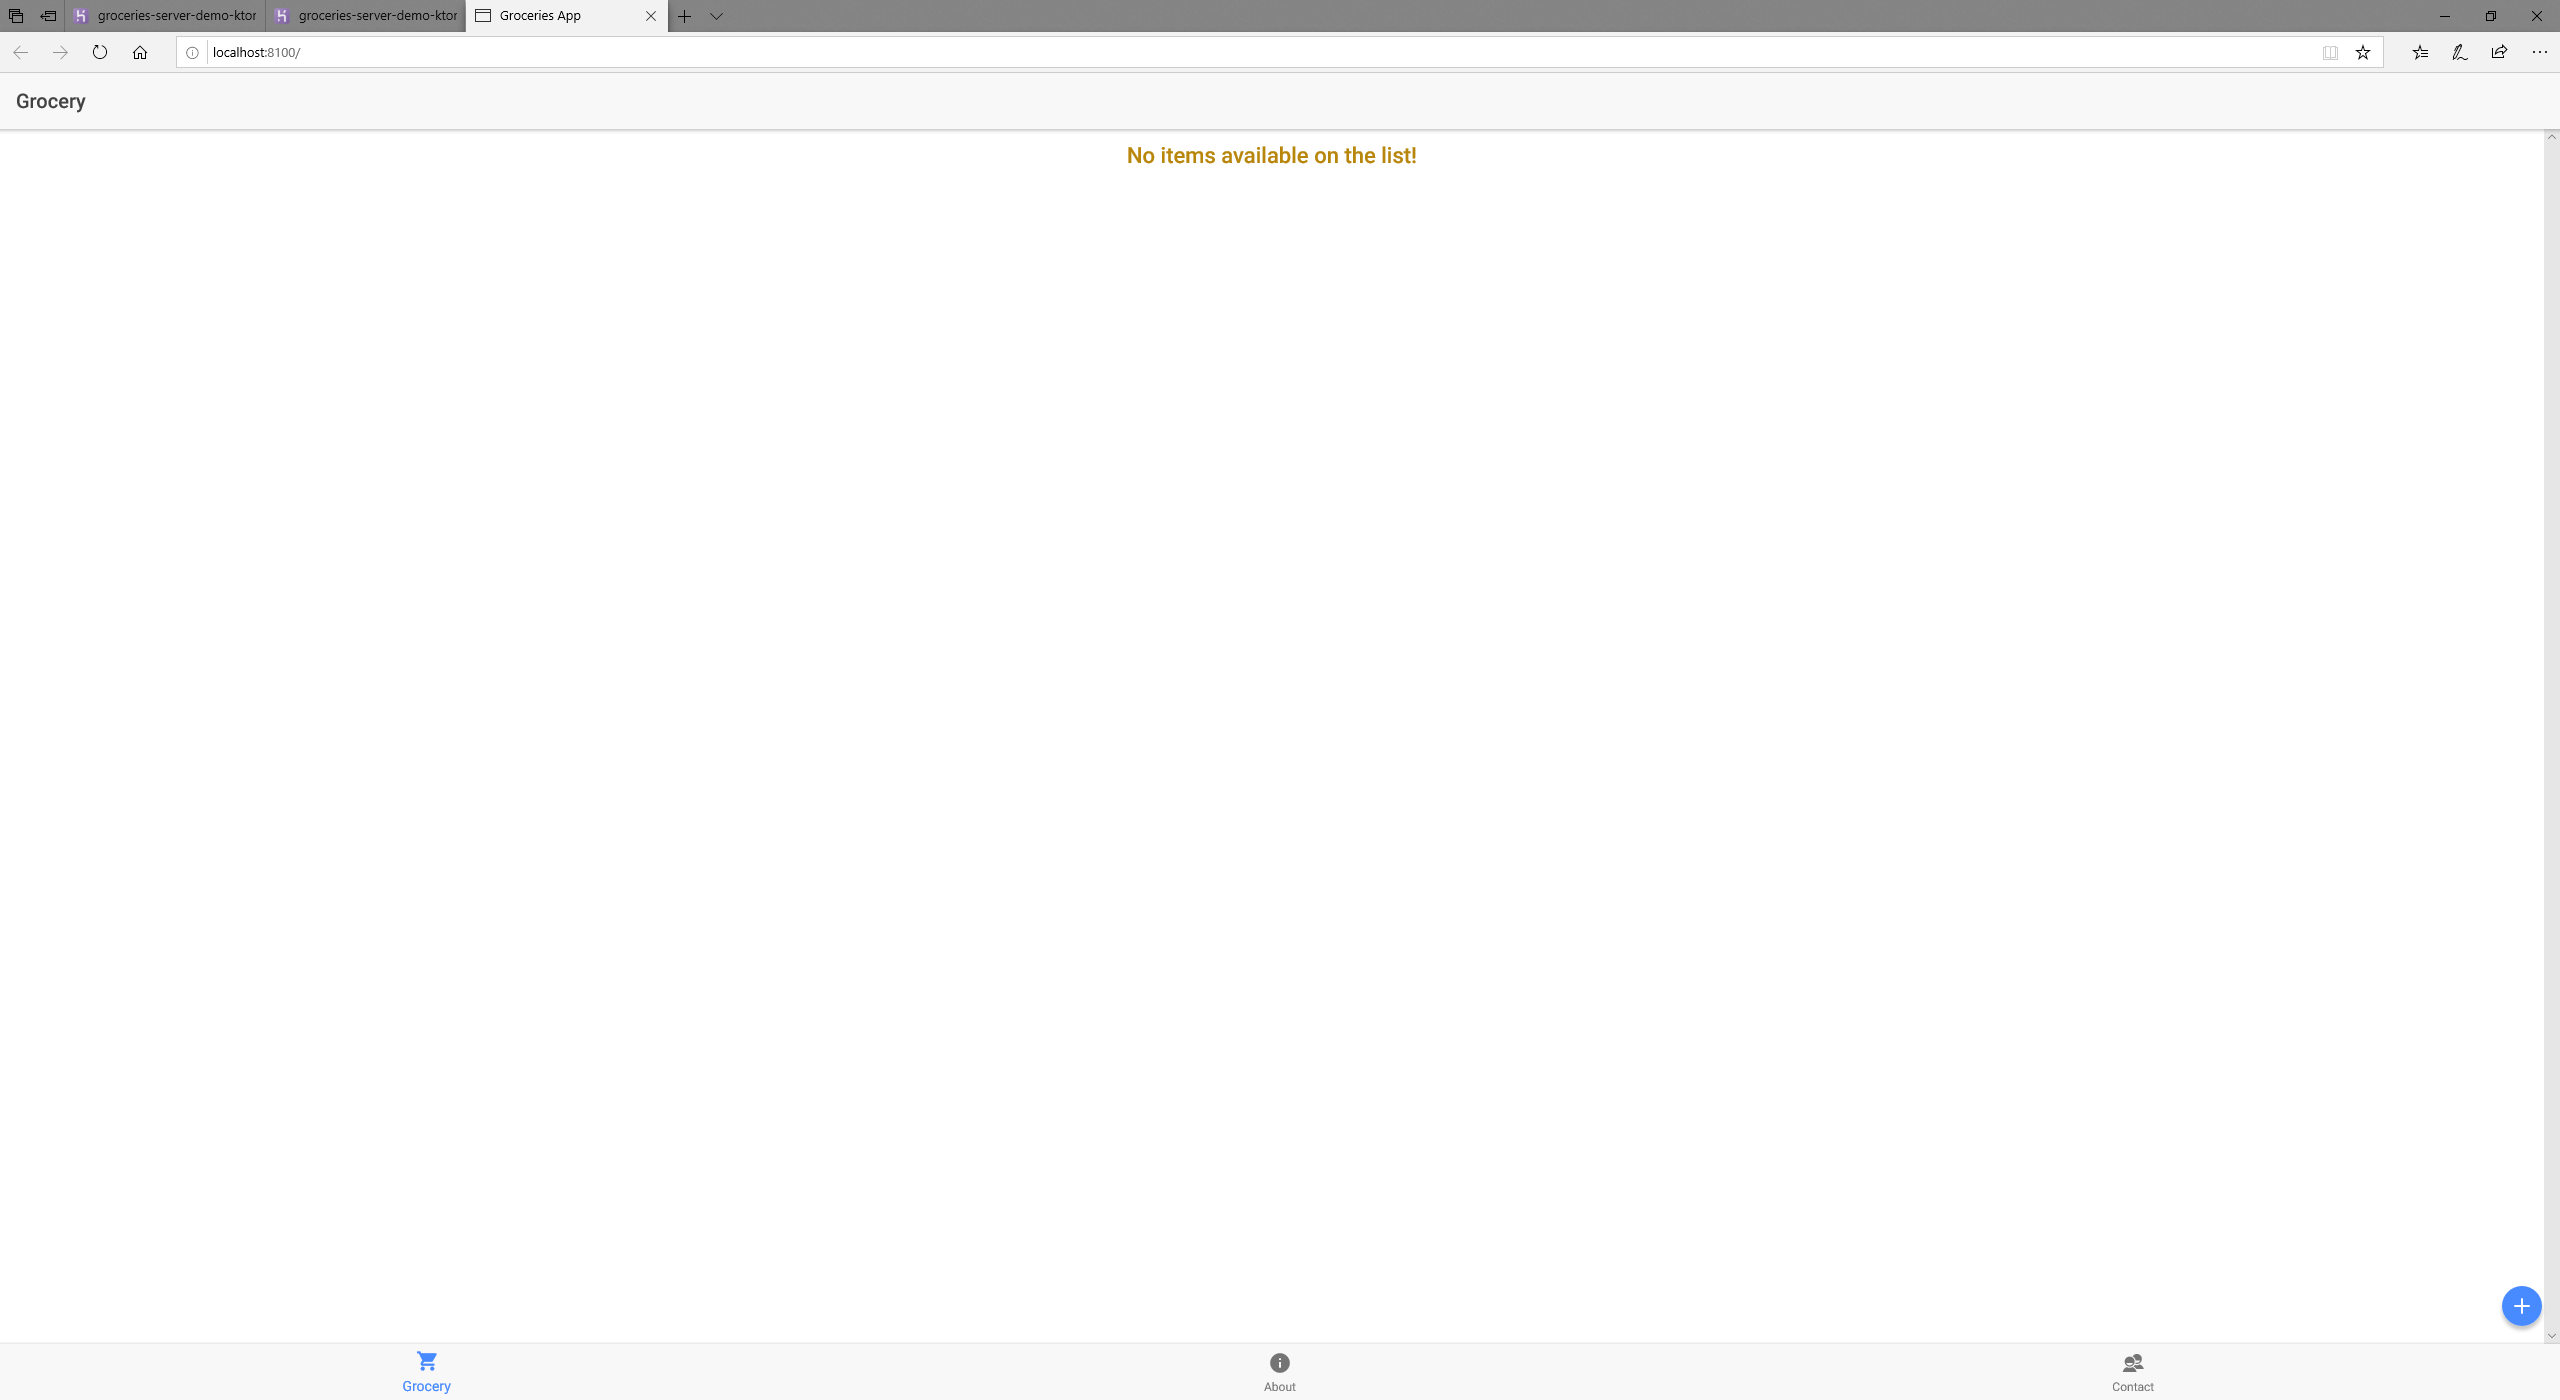 groceries-server-demo-ktor
groceries-server-demo-ktor
Groceries App
localhost:8100/
Grocery
No items available on the list!
Grocery
About
Contact